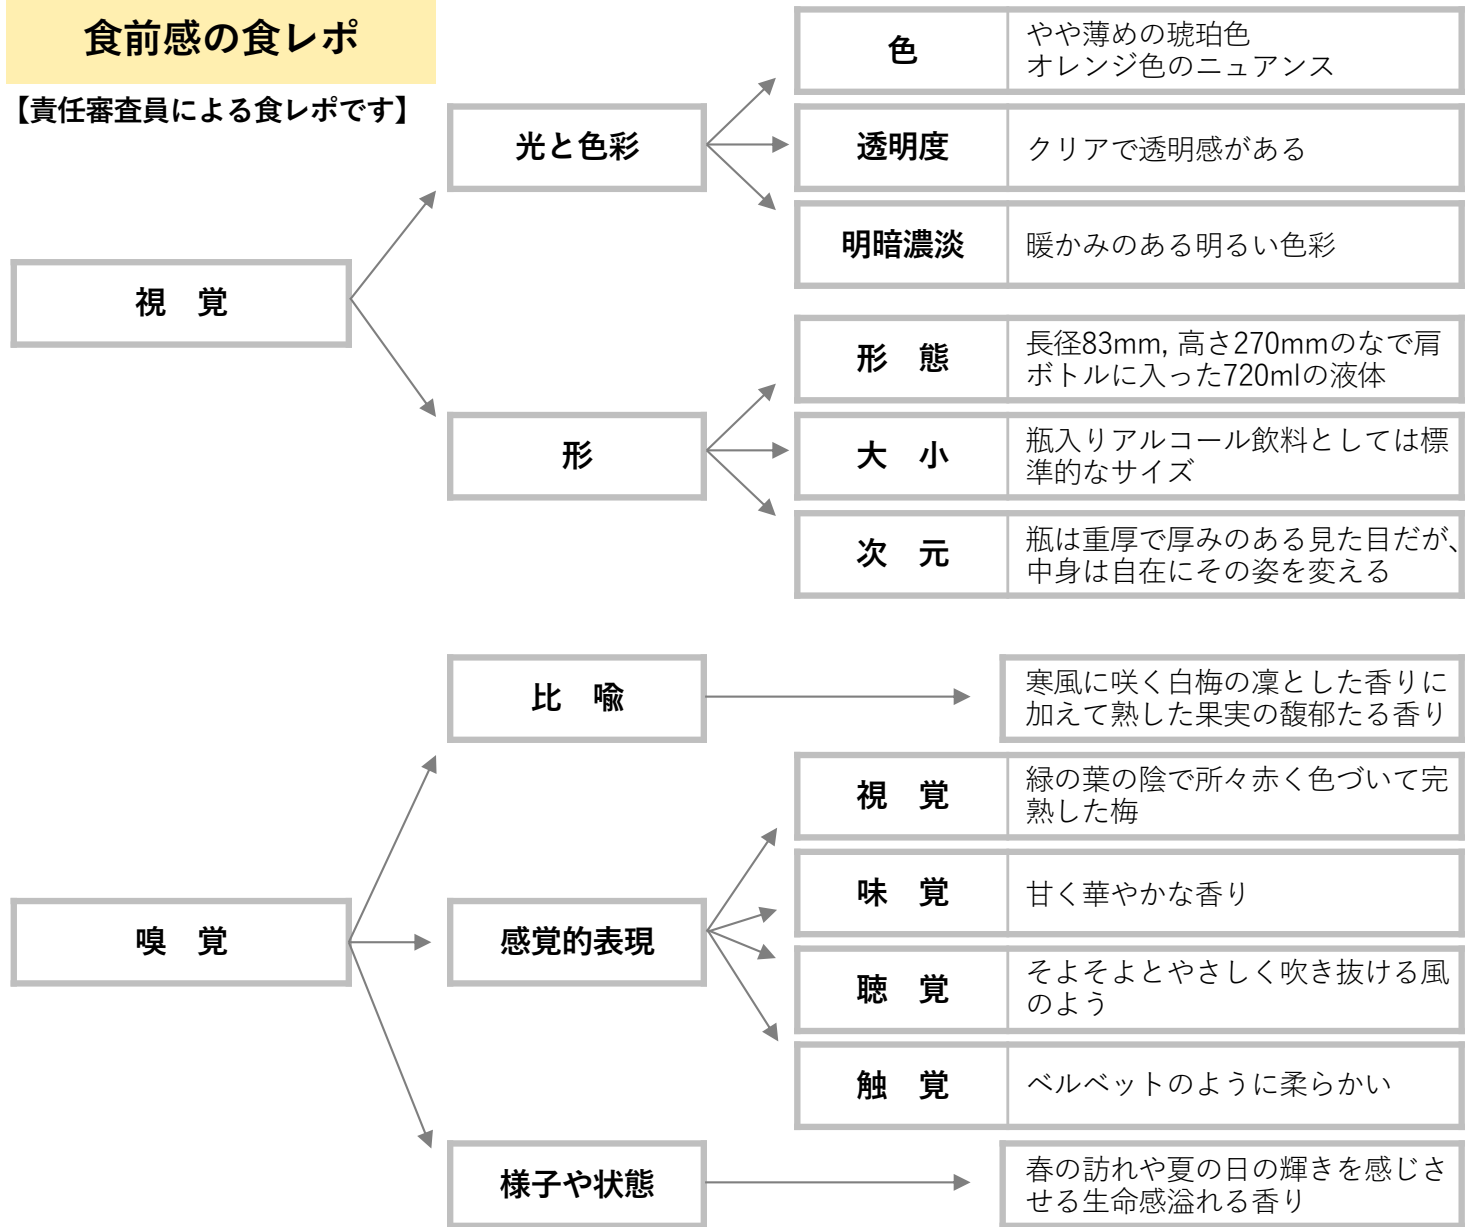 食前感の食レポ
【責任審査員による食レポです】
視　覚
光と色彩
色
やや薄めの琥珀色
オレンジ色のニュアンス
透明度
クリアで透明感がある
明暗濃淡
暖かみのある明るい色彩
形
形　態
長径83mm, 高さ270mmのなで肩
ボトルに入った720mlの液体
大　小
瓶入りアルコール飲料としては標
準的なサイズ
次　元
瓶は重厚で厚みのある見た目だが、
中身は自在にその姿を変える
嗅　覚
比　喩
寒風に咲く白梅の凜とした香りに
加えて熟した果実の馥郁たる香り
感覚的表現
視　覚
緑の葉の陰で所々赤く色づいて完
熟した梅
味　覚
甘く華やかな香り
聴　覚
そよそよとやさしく吹き抜ける風
のよう
触　覚
ベルベットのように柔らかい
様子や状態
春の訪れや夏の日の輝きを感じさ
せる生命感溢れる香り